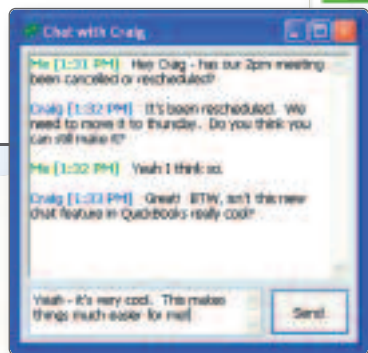 Chat with Craig
Me [1:31 PM] Hey Craig - has our 2pm meeting
been cancelled or rescheduled?
Craig [1:32 PM] It's been rescheduled. We
need to move it to thursday. Do you think you
can still make it?
Me [1:32 PM] Yeah I think so.
Craig [1:33 PM] Great! BTW, isn't this new
chat feature in QuickBooks really cool?
Yeah - it's very cool. This makes
things much easier for me!
Send